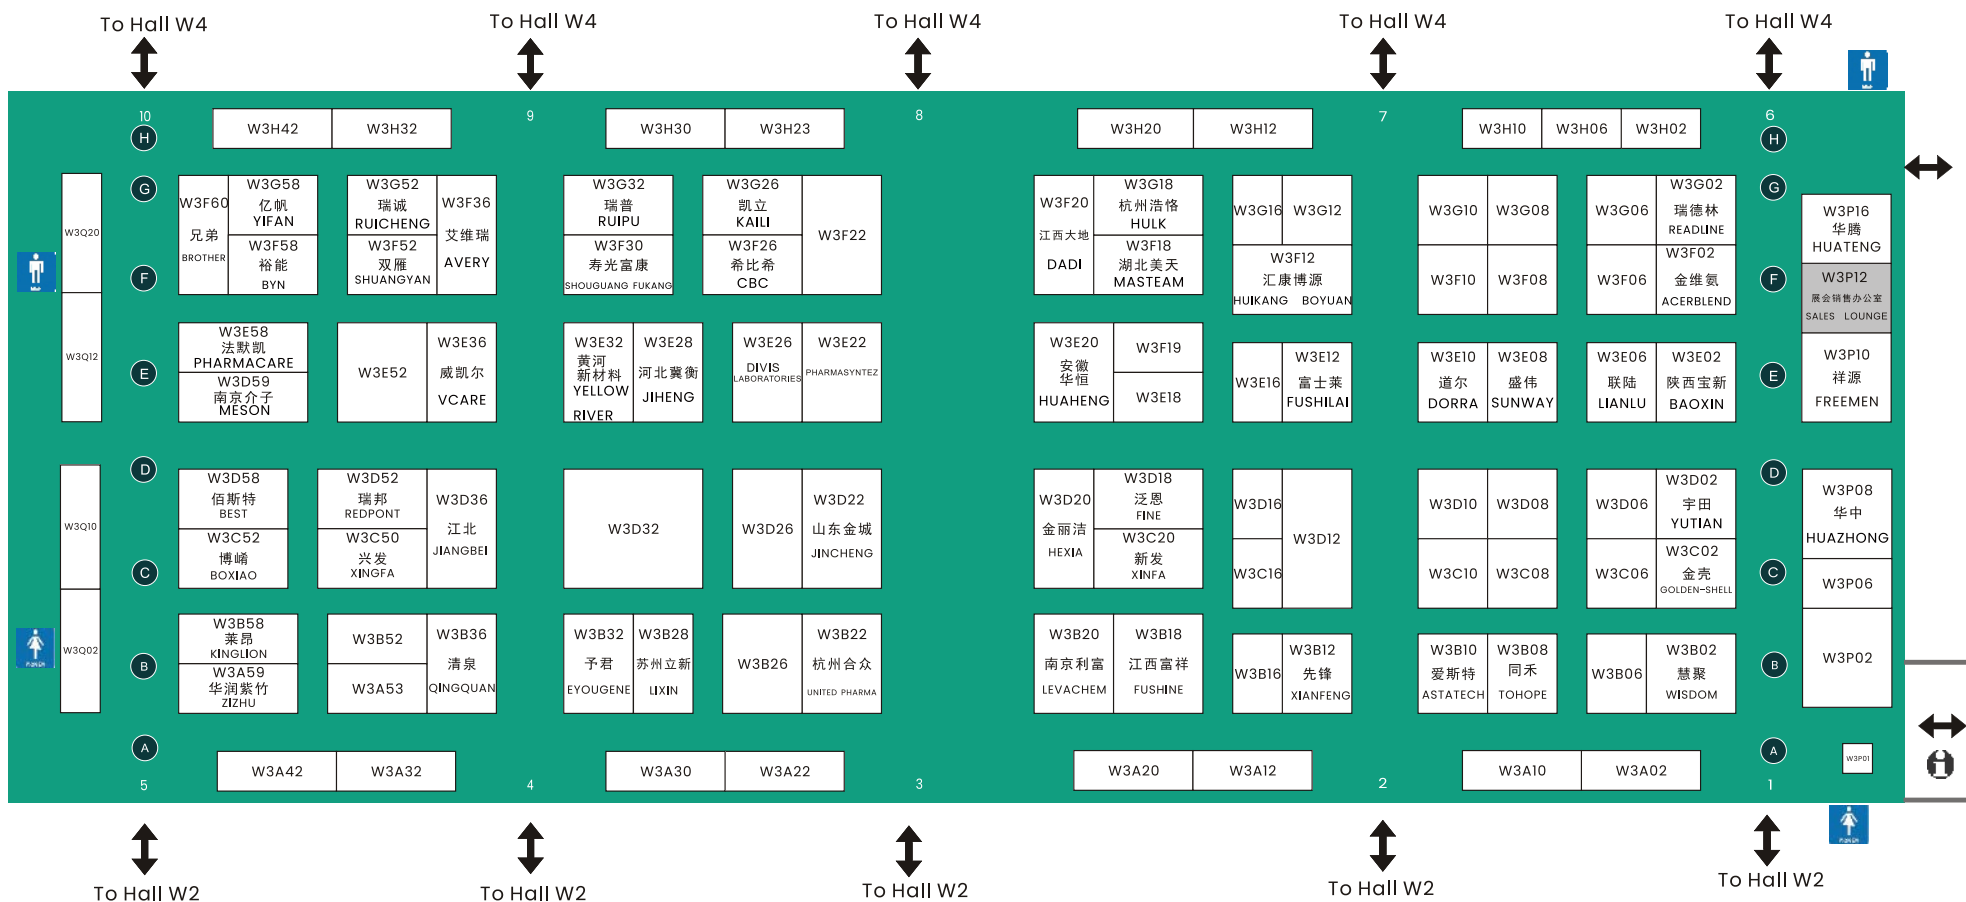 To Hall W4
To Hall W4
To Hall W4
To Hall W4
To Hall W4
10
9
8
7
6
H
W3H42
W3H32
W3H30
W3H23
W3H20
W3H12
W3H10
W3H06
W3H02
H
G
G
F
F
W3Q20
W3Q12
W3F60
兄弟
BROTHER
W3G58
亿帆
YIFAN
W3F58
裕能
BYN
W3G52
瑞诚
RUICHENG
W3F52
双雁
SHUANGYAN
W3F36
艾维瑞
AVERY
W3G32
瑞普
RUIPU
W3F30
寿光富康
SHOUGUANG FUKANG
W3G26
凯立
KAILI
W3F26
希比希
CBC
W3F22
W3F20
江西大地
DADI
W3G18
杭州浩恪
HULK
W3F18
湖北美天
MASTEAM
W3G16
W3G12
W3F12
汇康博源
HUIKANG BOYUAN
W3G10
W3G08
W3F10
W3F08
W3G06
W3G02
瑞德林
READLINE
W3F06
W3F02
金维氨
ACERBLEND
W3P16
华腾
HUATENG
W3P12
展会销售办公室
SALES LOUNGE
W3P10
祥源
FREEMEN
E
W3E58
法默凯
PHARMACARE
W3D59
南京介子
MESON
W3E52
W3E36
威凯尔
VCARE
W3E32
黄河
新材料
YELLOW
RIVER
W3E28
河北冀衡
JIHENG
W3E26
DIVIS
LABORATORIES
W3E22
PHARMASYNTEZ
W3E20
安徽
华恒
HUAHENG
W3F19
W3E18
W3E16
W3E12
富士莱
FUSHILAI
W3E10
道尔
DORRA
W3E08
盛伟
SUNWAY
W3E06
联陆
LIANLU
W3E02
陕西宝新
BAOXIN
E
D
D
C
C
W3Q10
W3Q02
W3D58
佰斯特
BEST
W3C52
博崤
BOXIAO
W3D52
瑞邦
REDPONT
W3C50
兴发
XINGFA
W3D36
江北
JIANGBEI
W3D32
W3D26
W3D22
山东金城
JINCHENG
W3D20
金丽洁
HEXIA
W3D18
泛恩
FINE
W3C20
新发
XINFA
W3D16
W3C16
W3D12
W3D10
W3D08
W3C10
W3C08
W3D06
W3D02
宇田
YUTIAN
W3C06
W3C02
金壳
GOLDEN-SHELL
W3P08
华中
HUAZHONG
W3P06
W3P02
B
W3B58
莱昂
KINGLION
W3A59
华润紫竹
ZIZHU
W3B52
W3A53
W3B36
清泉
QINGQUAN
W3B32
予君
EYOUGENE
W3B28
苏州立新
LIXIN
W3B26
W3B22
杭州合众
UNITED PHARMA
W3B20
南京利富
LEVACHEM
W3B18
江西富祥
FUSHINE
W3B16
W3B12
先锋
XIANFENG
W3B10
爱斯特
ASTATECH
W3B08
同禾
TOHOPE
W3B06
W3B02
慧聚
WISDOM
B
A
W3A42
W3A32
W3A30
W3A22
W3A20
W3A12
W3A10
W3A02
A
W3P01
5
4
3
2
1
To Hall W2
To Hall W2
To Hall W2
To Hall W2
To Hall W2